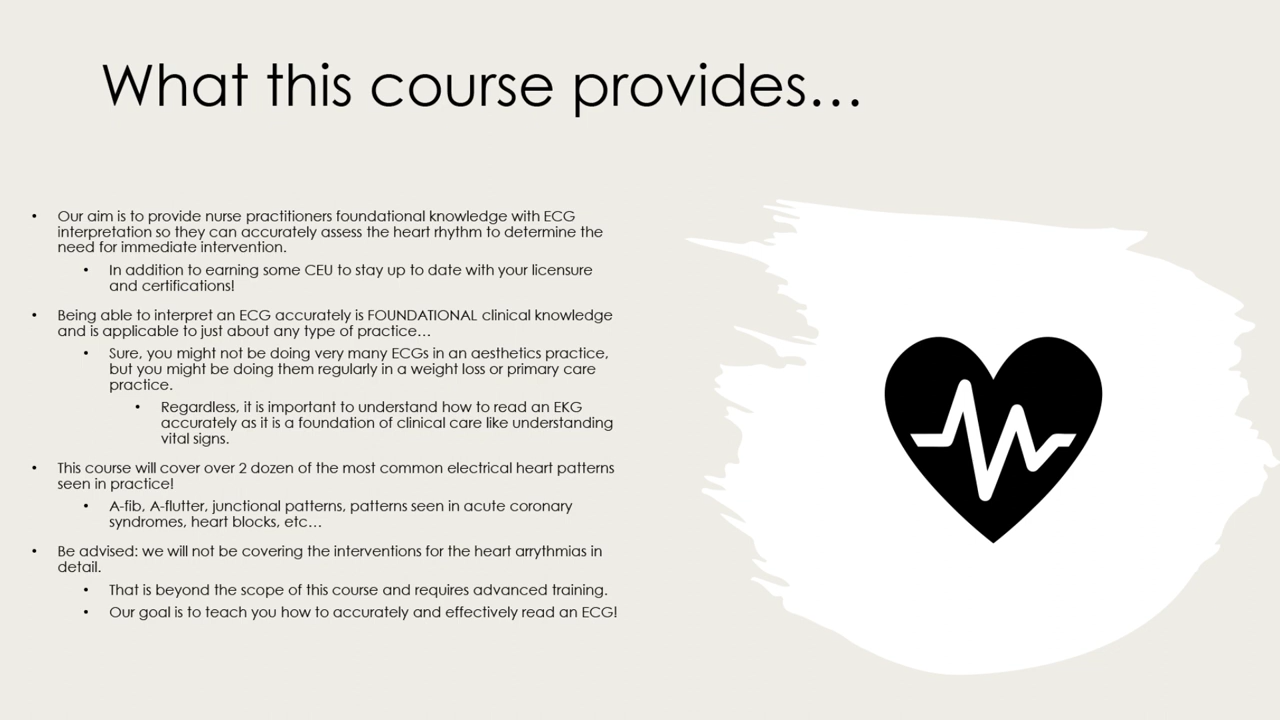 What this course provides…
• Our aim is to provide nurse practitioners foundational knowledge with ECG
interpretation so they can accurately assess the heart rhythm to determine the
need for immediate intervention.
• In addition to earning some CEU to stay up to date with your licensure
and certifications!
• Being able to interpret an ECG accurately is FOUNDATIONAL clinical knowledge
and is applicable to just about any type of practice…
• Sure, you might not be doing very many ECGs in an aesthetics practice,
but you might be doing them regularly in a weight loss or primary care
practice.
• Regardless, it is important to understand how to read an EKG
accurately as it is a foundation of clinical care like understanding
vital signs.
• This course will cover over 2 dozen of the most common electrical heart patterns
seen in practice!
• A-fib, A-flutter, junctional patterns, patterns seen in acute coronary
syndromes, heart blocks, etc…
• Be advised: we will not be covering the interventions for the heart arrythmias in
detail.
• That is beyond the scope of this course and requires advanced training.
• Our goal is to teach you how to accurately and effectively read an ECG!